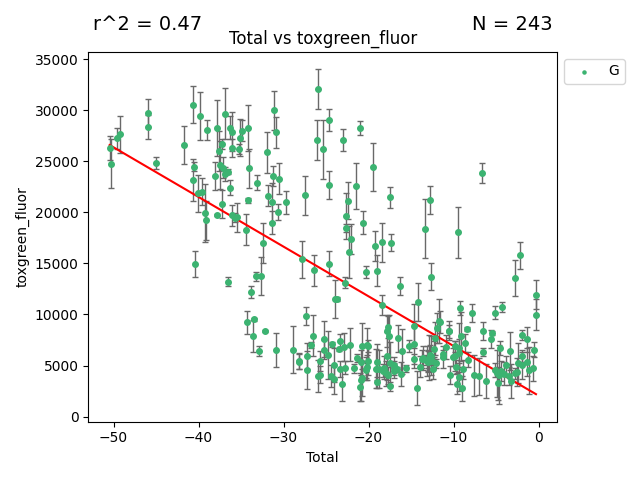 r^2 = 0.47
N = 243
Total vs toxgreen_fluor
G
toxgreen_fluor
35000
30000
25000
20000
15000
10000
5000
0
−50
−40
−30
−20
−10
0
Total